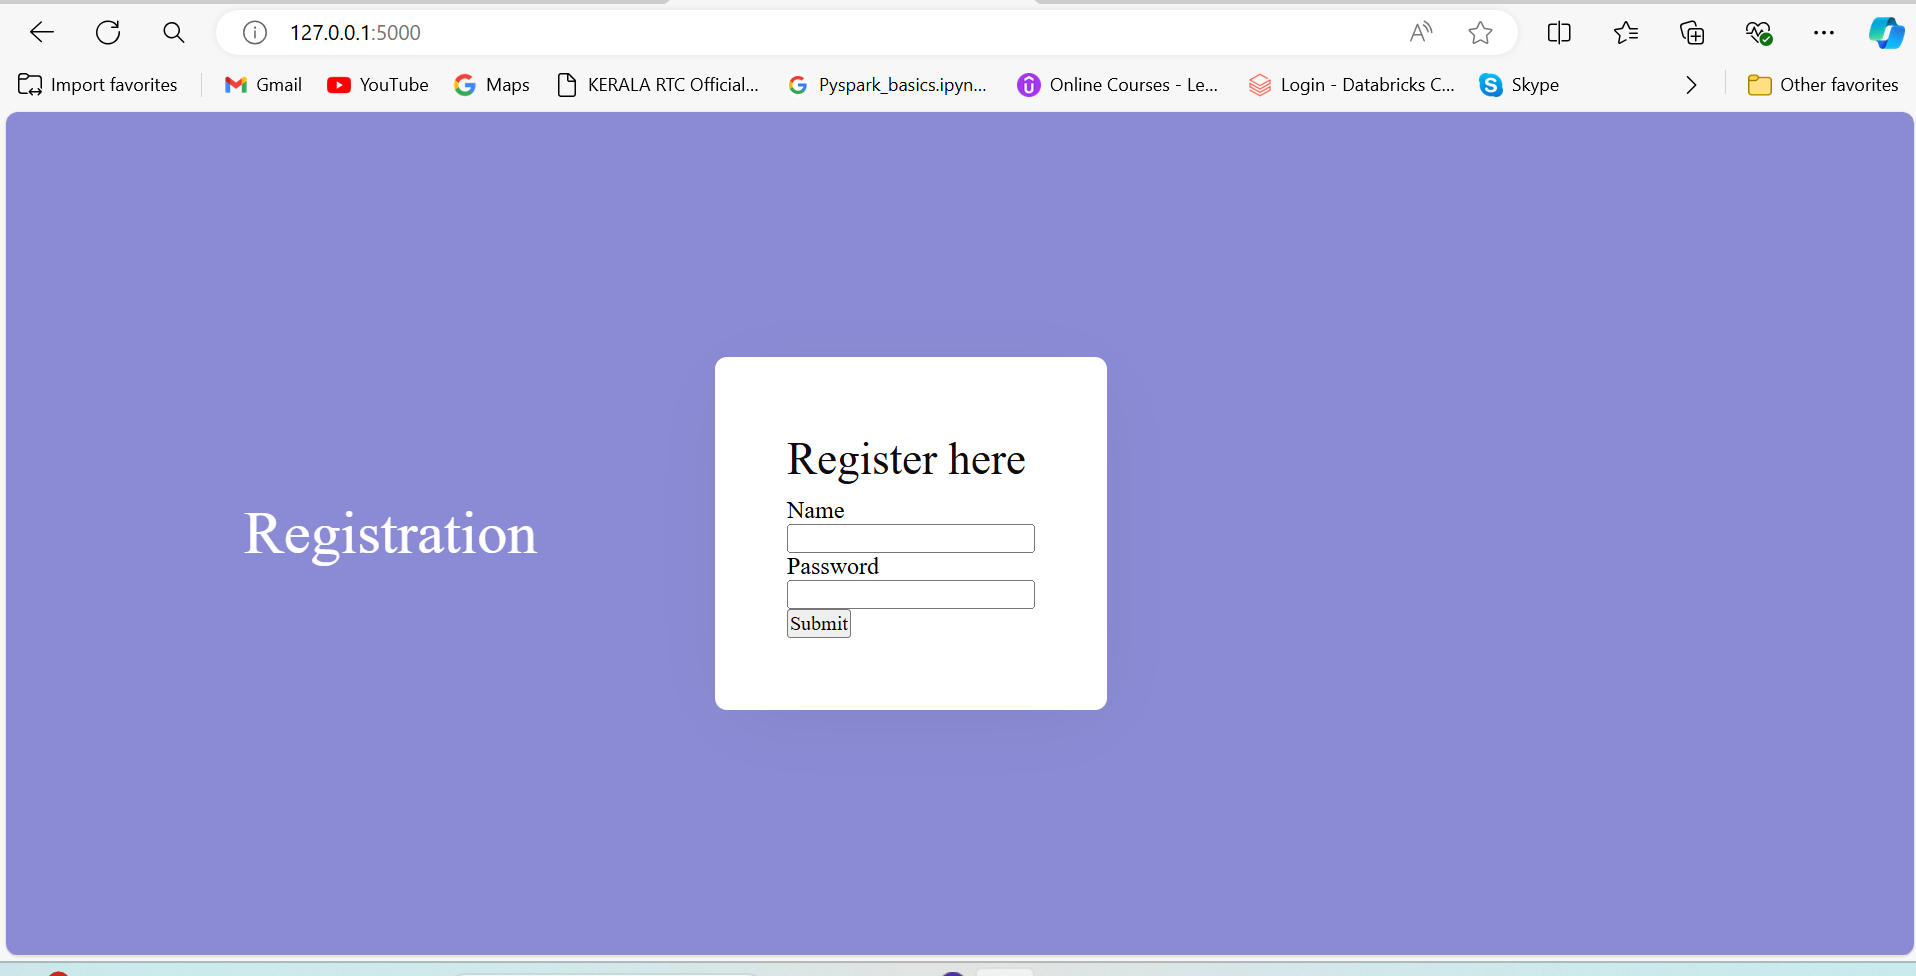 127.0.0.1:5000
Import favorites Gmail YouTube Maps KERALA RTC Official... Pyspark_basics.ipyn... Online Courses - Le... Login - Databricks C... Skype Other favorites
Registration
Register here
Name
Password
Submit